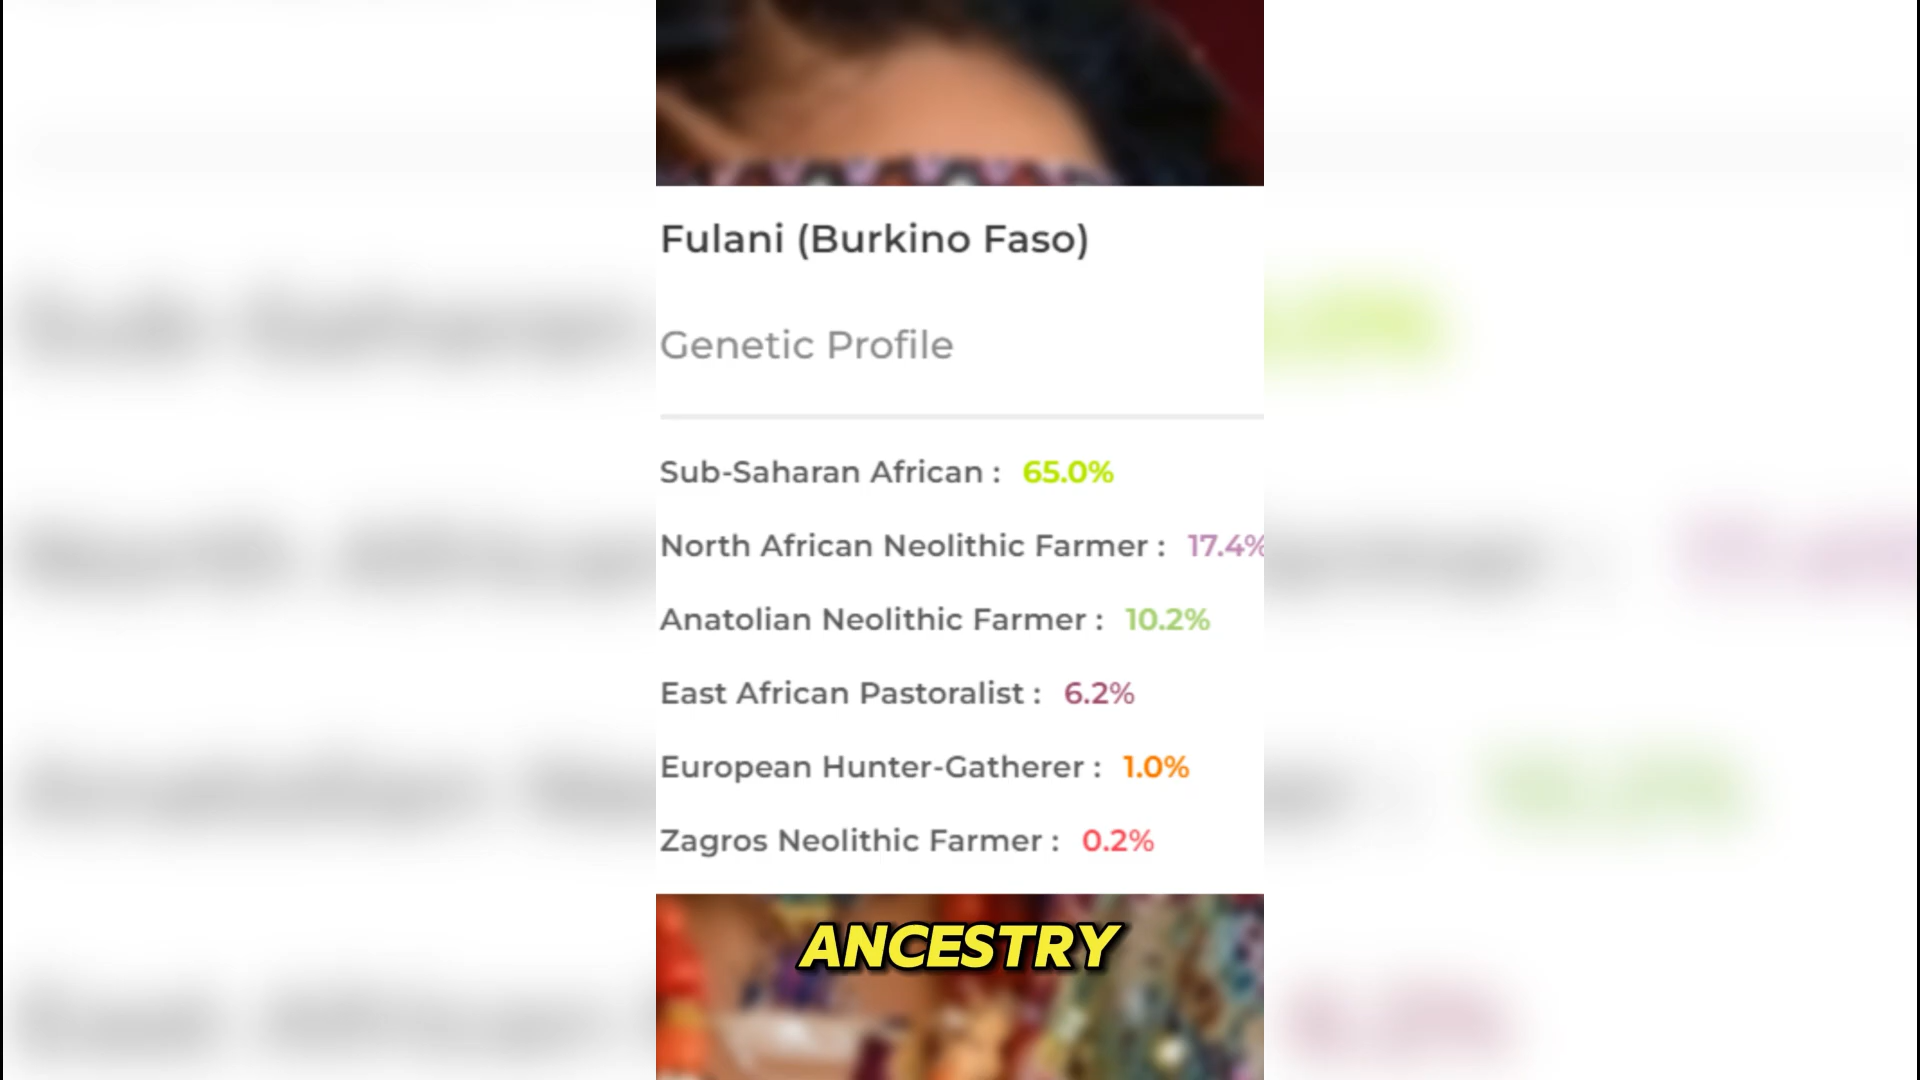 Fulani (Burkino Faso)
Genetic Profile
Sub-Saharan African : 65.0%
North African Neolithic Farmer : 17.4%
Anatolian Neolithic Farmer : 10.2%
East African Pastoralist : 6.2%
European Hunter-Gatherer : 1.0%
Zagros Neolithic Farmer : 0.2%
ANCESTRY